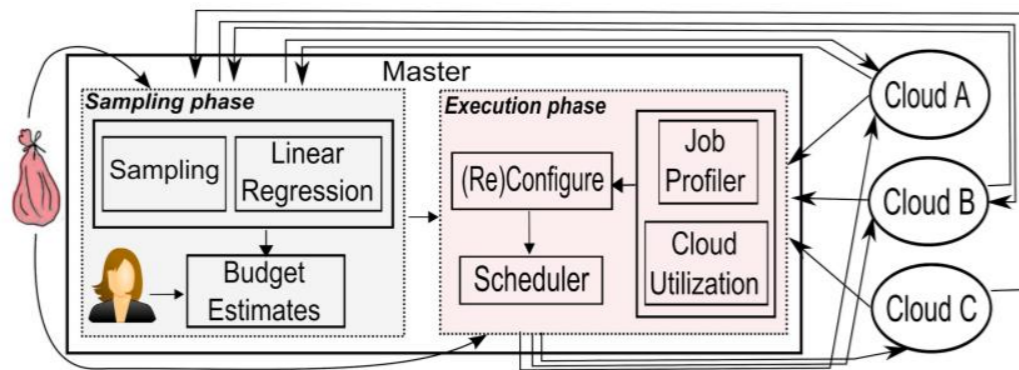 Master
Sampling phase
Sampling
Linear
Regression
Budget
Estimates
Execution phase
(Re)Configure
Scheduler
Job
Profiler
Cloud
Utilization
Cloud A
Cloud B
Cloud C